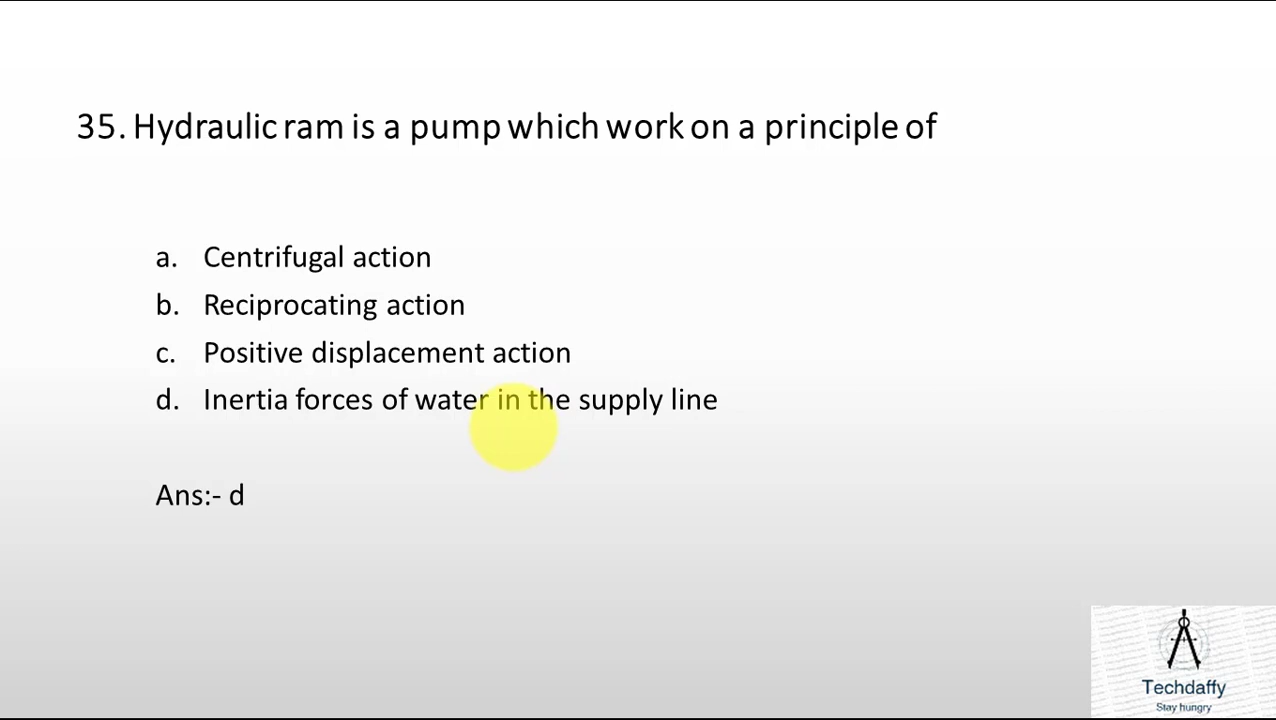 35. Hydraulic ram is a pump which work on a principle of
a. Centrifugal action
b. Reciprocating action
c. Positive displacement action
d. Inertia forces of water in the supply line
Ans:- d
Techdaffy
Stay hungry